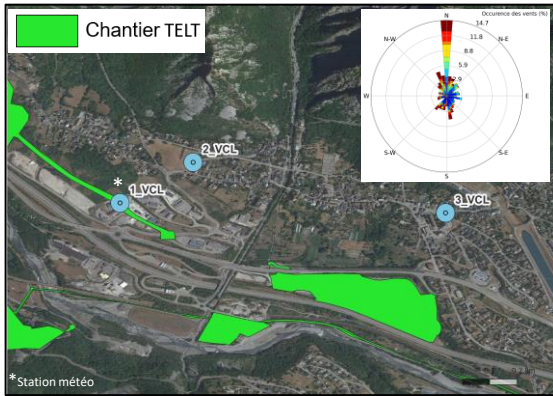 Chantier TELT
Occurence des vents (%)
N
14.7
N-W
11.8
N-E
8.8
5.9
2.9
W
E
S-W
S-E
S
2_VCL
*
1_VCL
3_VCL
*Station météo